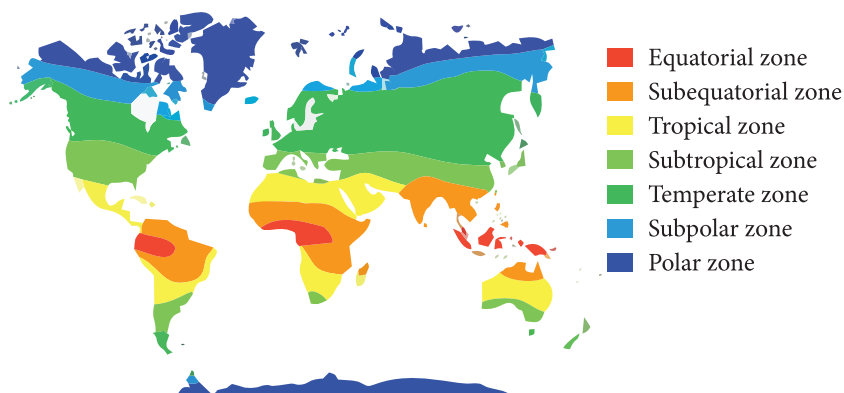 Equatorial zone
Subequatorial zone
Tropical zone
Subtropical zone
Temperate zone
Subpolar zone
Polar zone